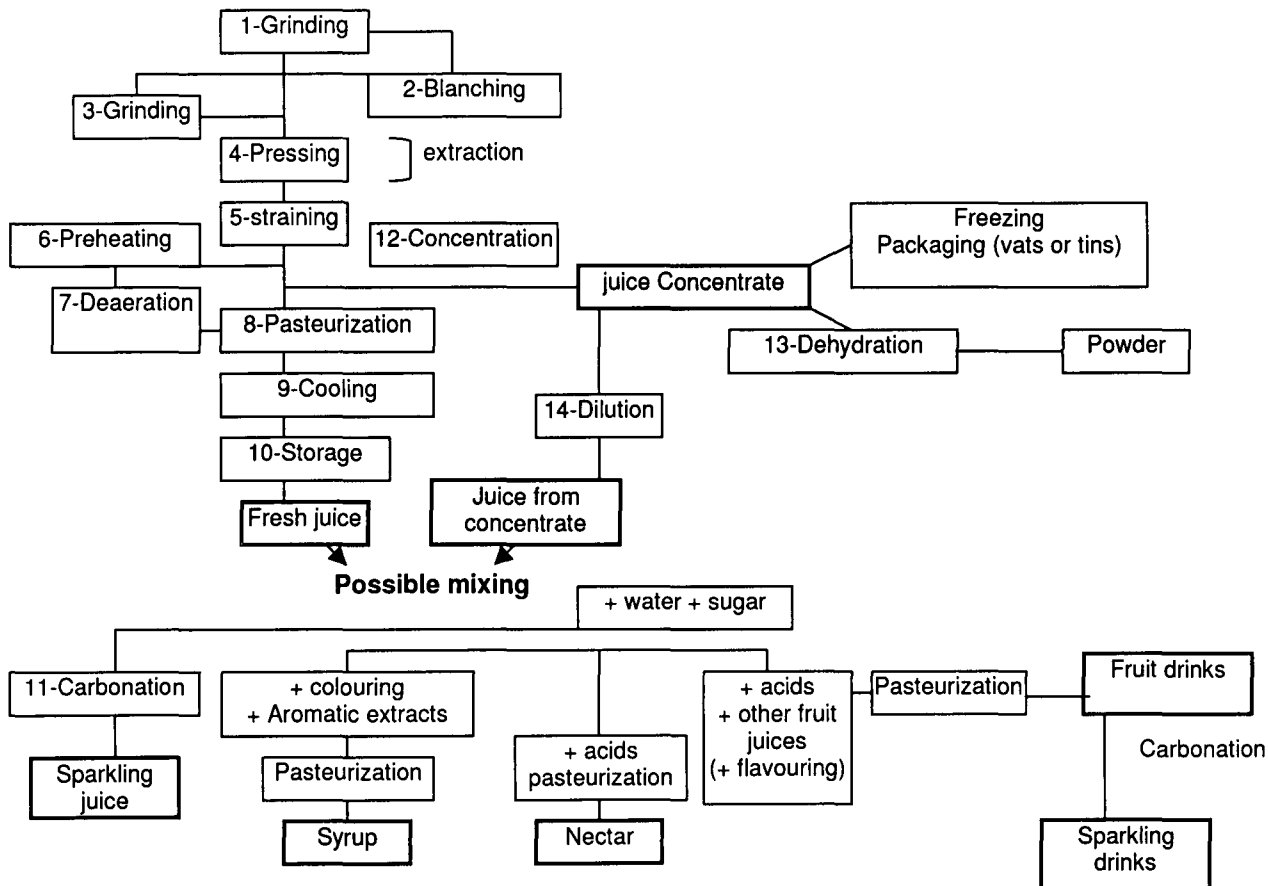 1-Grinding
2-Blanching
3-Grinding
4-Pressing
extraction
5-straining
6-Preheating
12-Concentration
Freezing
Packaging (vats or tins)
juice Concentrate
7-Deaeration
8-Pasteurization
13-Dehydration
Powder
9-Cooling
14-Dilution
10-Storage
Fresh juice
Juice from
concentrate
Possible mixing
+ water + sugar
11-Carbonation
+ colouring
+ Aromatic extracts
+ acids
+ other fruit
juices
(+ flavouring)
Pasteurization
Fruit drinks
Carbonation
+ acids
pasteurization
Pasteurization
Sparkling
juice
Syrup
Nectar
Sparkling
drinks